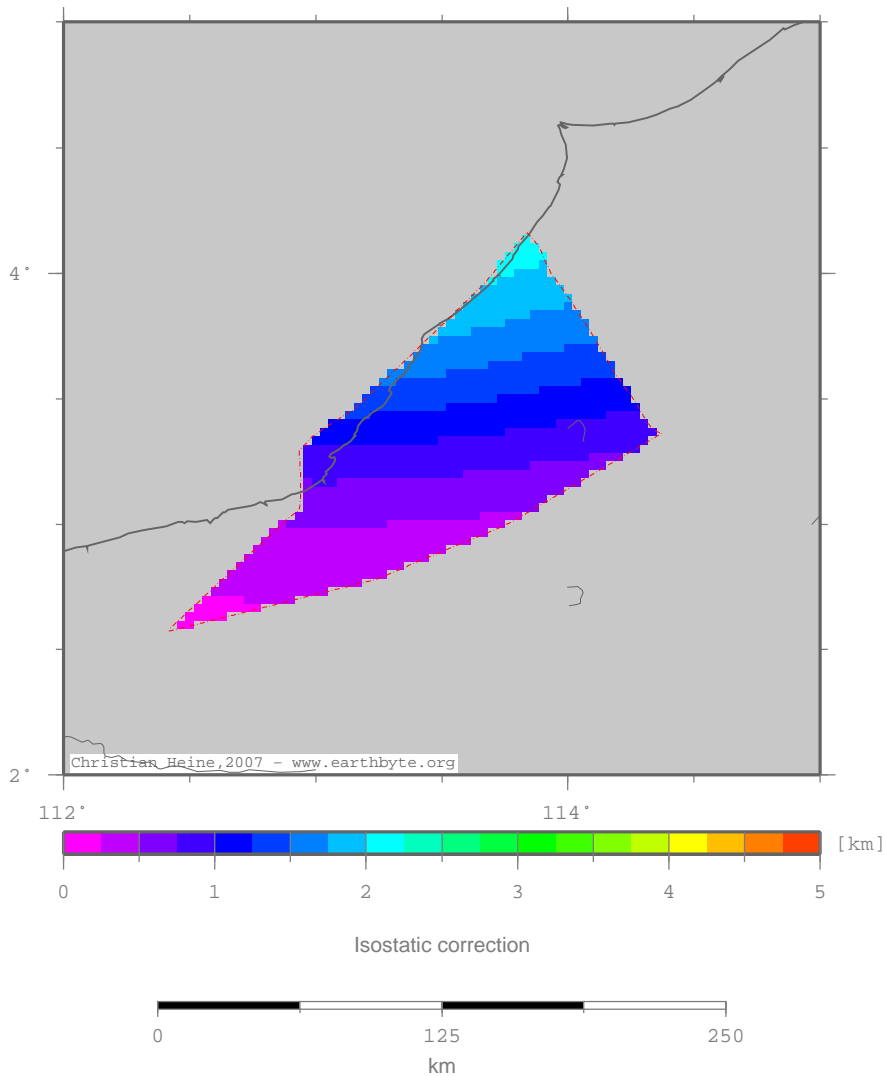 4°
2°
Christian Heine,2007 - www.earthbyte.org
112° 114°
[km]
0 1 2 3 4 5
Isostatic correction
0 125 250
km